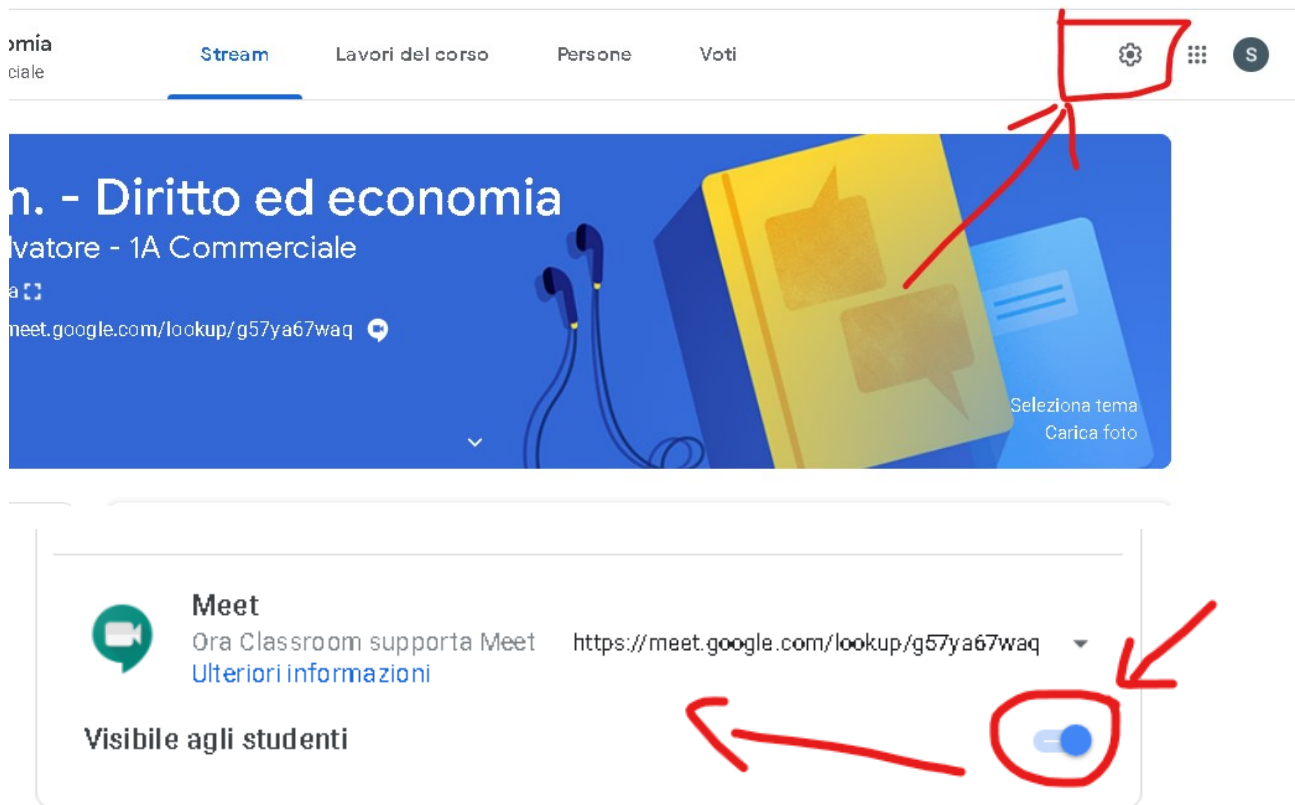 omia
Stream
Lavori del corso
Persone
Voti
S
ciale
m. - Diritto ed economia
lvatore - 1A Commerciale
a
meet.google.com/lookup/g57ya67waq
Seleziona tema
Carica foto
Meet
Ora Classroom supporta Meet
https://meet.google.com/lookup/g57ya67waq
Ulteriori informazioni
Visibile agli studenti